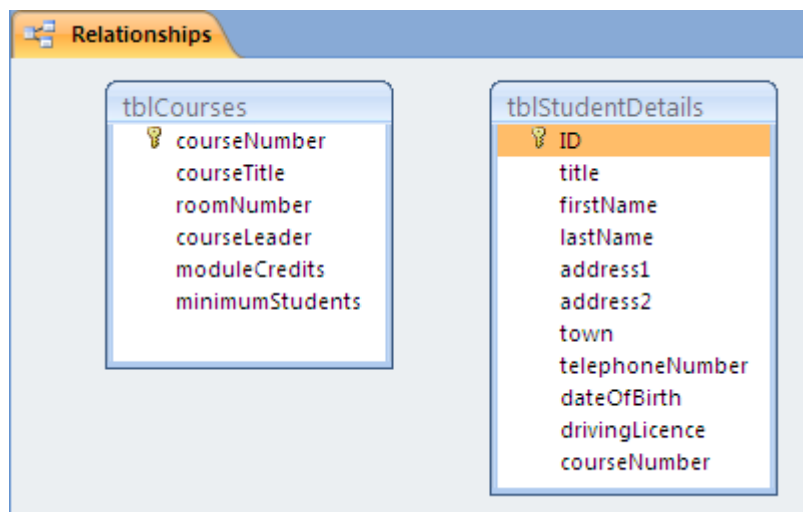 Relationships
tblCourses
courseNumber
courseTitle
roomNumber
courseLeader
moduleCredits
minimumStudents
tblStudentDetails
ID
title
firstName
lastName
address1
address2
town
telephoneNumber
dateOfBirth
drivingLicence
courseNumber